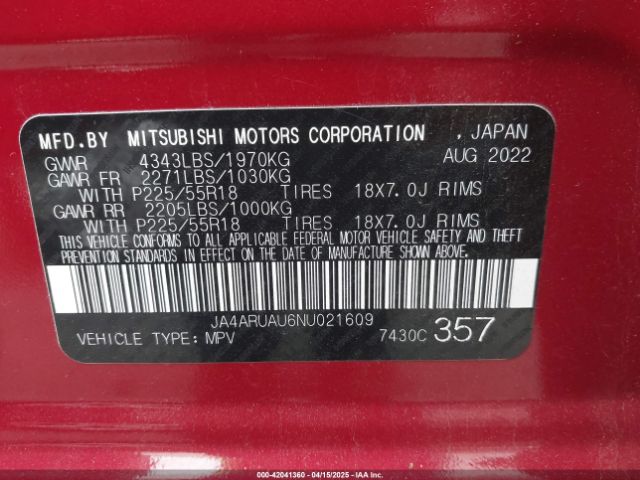 MFD.BY MITSUBISHI MOTORS CORPORATION , JAPAN
GVWR 4343LBS/1970KG AUG 2022
GAWR FR 2271LBS/1030KG
WITH P225/55R18 TIRES 18X7.0J RIMS
GAWR RR 2205LBS/1000KG
WITH P225/55R18 TIRES 18X7.0J RIMS
THIS VEHICLE CONFORMS TO ALL APPLICABLE FEDERAL MOTOR VEHICLE SAFETY AND THEFT
PREVENTION STANDARDS IN EFFECT ON THE DATE OF MANUFACTURE SHOWN ABOVE.
JA4ARUAU6NU021609
VEHICLE TYPE: MPV 7430C 357
000-42041360 - 04/15/2025 - IAAI.COM